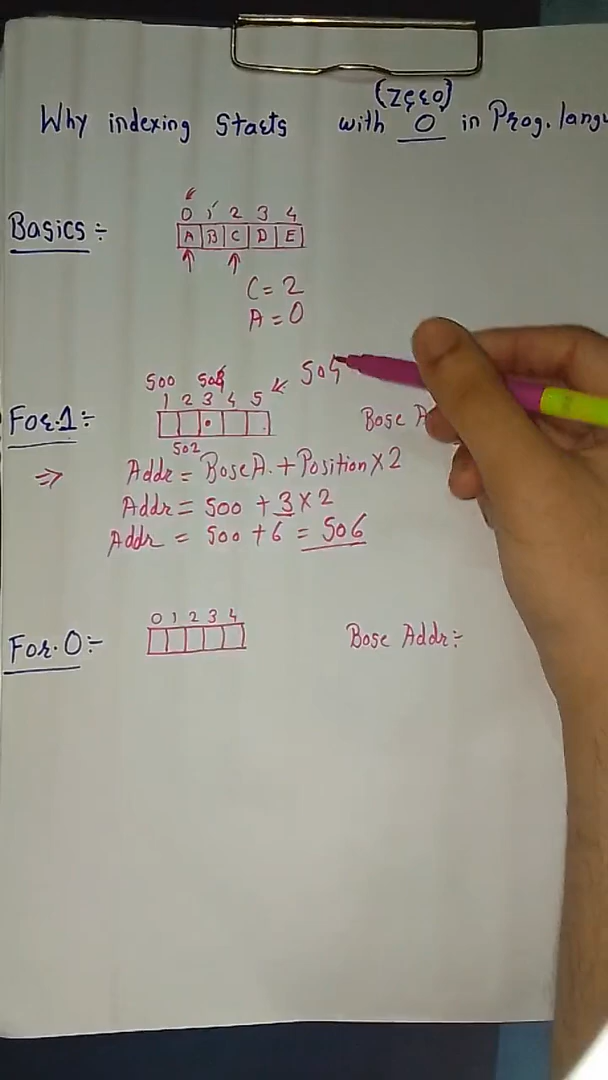 (Zero)
Why indexing Starts with 0 in Prog. lang
Basics:-
0 1 2 3 4
A B C D E
C = 2
A = 0
500 504 504
1 2 3 4 5
For.1:- Base A
502
⇒ Addr = Base A. + Position × 2
Addr = 500 + 3 × 2
Addr = 500 + 6 = 506
0 1 2 3 4
For.0:- Base Addr:-